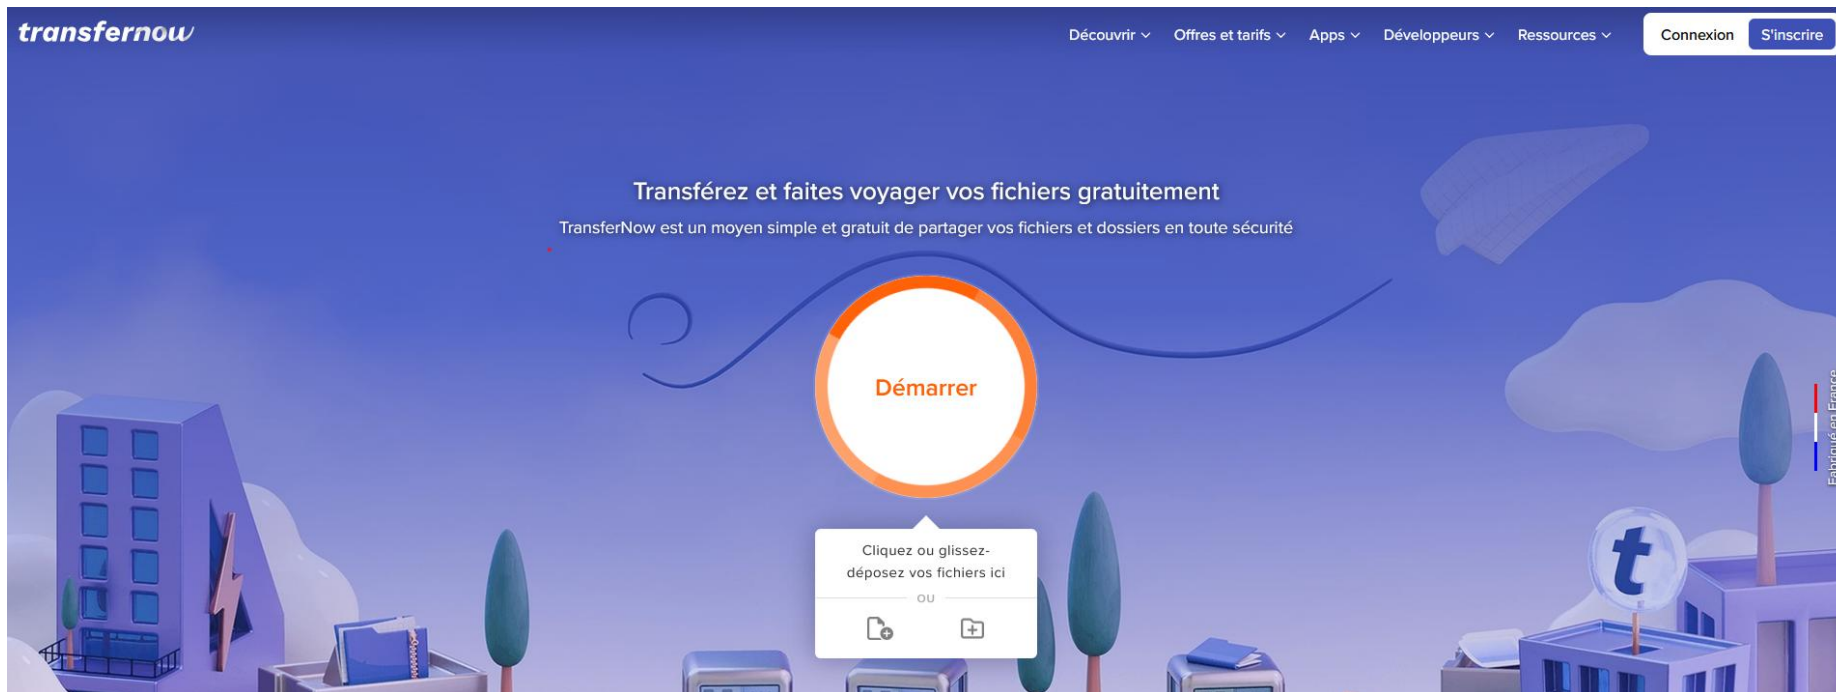 transfernow
Découvrir
Offres et tarifs
Apps
Développeurs
Ressources
Connexion
S'inscrire
Transférez et faites voyager vos fichiers gratuitement
TransferNow est un moyen simple et gratuit de partager vos fichiers et dossiers en toute sécurité
Démarrer
Cliquez ou glissez-
déposez vos fichiers ici
OU
Fabriqué en France
t